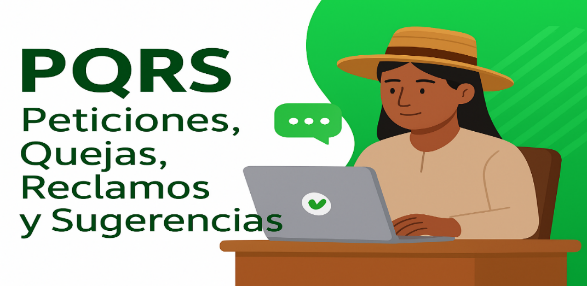 PQRS
Peticiones,
Quejas,
Reclamos
y Sugerencias